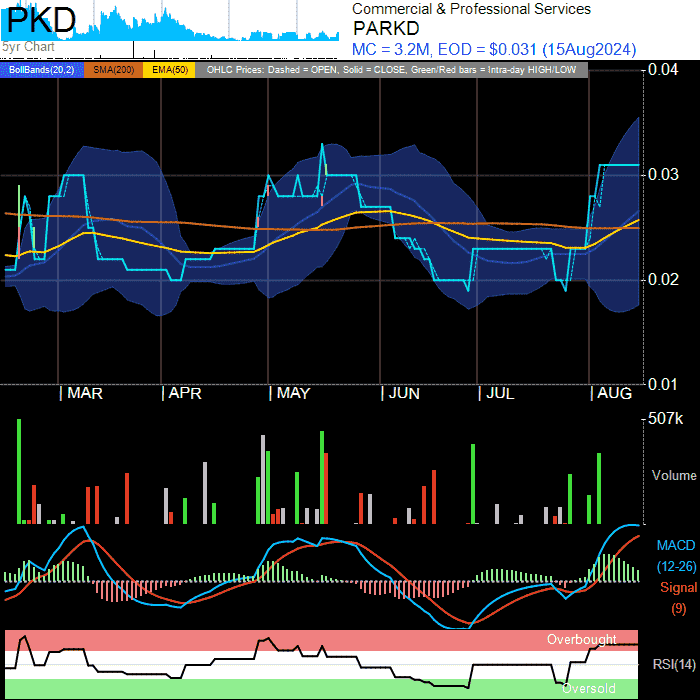 PKD
5yr Chart
Commercial & Professional Services
PARKD
MC = 3.2M, EOD = $0.031 (15Aug2024)
BollBands(20,2) SMA(200) EMA(50) OHLC Prices: Dashed = OPEN, Solid = CLOSE, Green/Red bars = Intra-day HIGH/LOW
0.04
0.03
0.02
0.01
MAR APR MAY JUN JUL AUG
507k
Volume
MACD
(12-26)
Signal
(9)
Overbought
RSI(14)
Oversold